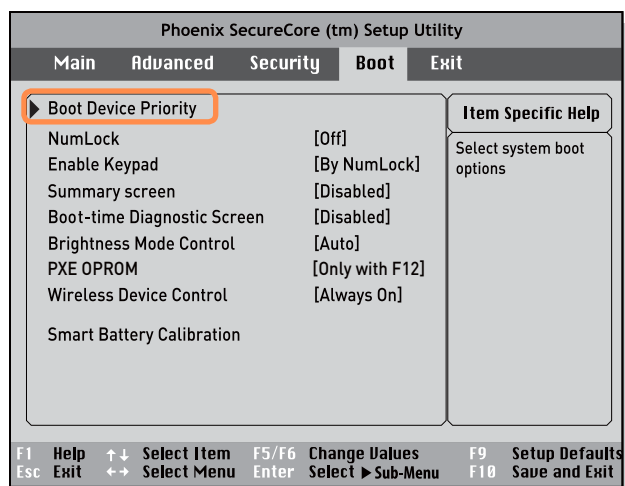 Phoenix SecureCore (tm) Setup Utility
Main Advanced Security Boot Exit
Boot Device Priority
NumLock [Off]
Enable Keypad [By NumLock]
Summary screen [Disabled]
Boot-time Diagnostic Screen [Disabled]
Brightness Mode Control [Auto]
PXE OPROM [Only with F12]
Wireless Device Control [Always On]
Smart Battery Calibration
Item Specific Help
Select system boot
options
F1 Help ↑↓ Select Item F5/F6 Change Values F9 Setup Defaults
Esc Exit ←→ Select Menu Enter Select ▶ Sub-Menu F10 Save and Exit